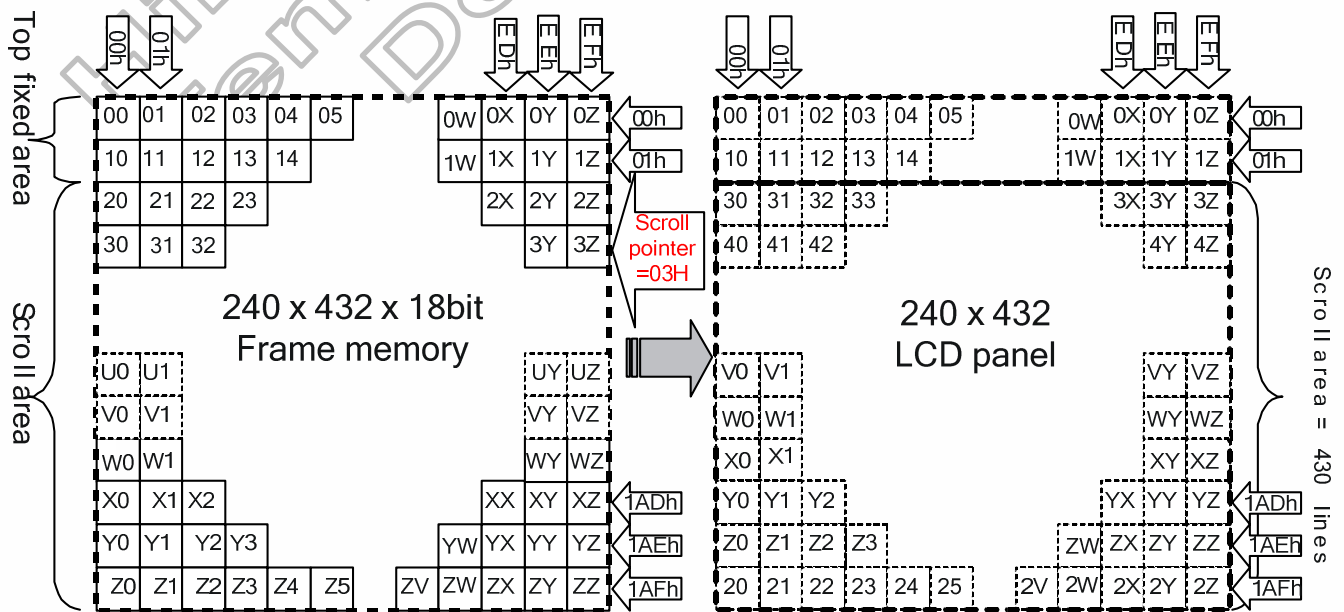 00h 01h EDh EEh EFh 00h 01h EDh EEh EFh
Top fixed area
00 01 02 03 04 05 0W 0X 0Y 0Z 00h 00 01 02 03 04 05 0W 0X 0Y 0Z 00h
10 11 12 13 14 1W 1X 1Y 1Z 01h 10 11 12 13 14 1W 1X 1Y 1Z 01h
20 21 22 23 2X 2Y 2Z 30 31 32 33 3X 3Y 3Z
30 31 32 3Y 3Z 40 41 42 4Y 4Z
Scroll
pointer
=03H
240 x 432 x 18bit
Frame memory
240 x 432
LCD panel
Scroll area
Scroll area = 430 lines
U0 U1 UY UZ V0 V1 VY VZ
V0 V1 VY VZ W0 W1 WY WZ
W0 W1 WY WZ X0 X1 XY XZ
X0 X1 X2 XX XY XZ 1ADh Y0 Y1 Y2 YX YY YZ 1ADh
Y0 Y1 Y2 Y3 YW YX YY YZ 1AEh Z0 Z1 Z2 Z3 ZW ZX ZY ZZ 1AEh
Z0 Z1 Z2 Z3 Z4 Z5 ZV ZW ZX ZY ZZ 1AFh 20 21 22 23 24 25 2V 2W 2X 2Y 2Z 1AFh